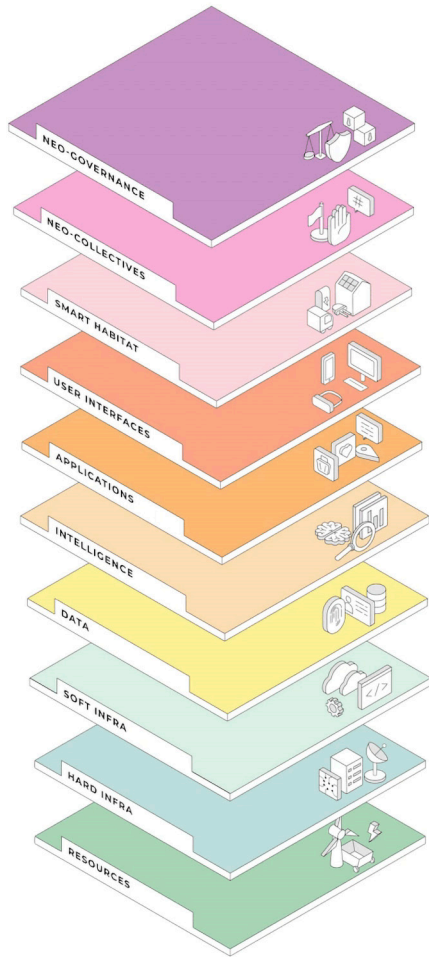 NEO-GOVERNANCE
NEO-COLLECTIVES
#
SMART HABITAT
USER INTERFACES
APPLICATIONS
INTELLIGENCE
DATA
SOFT INFRA
</>
HARD INFRA
RESOURCES